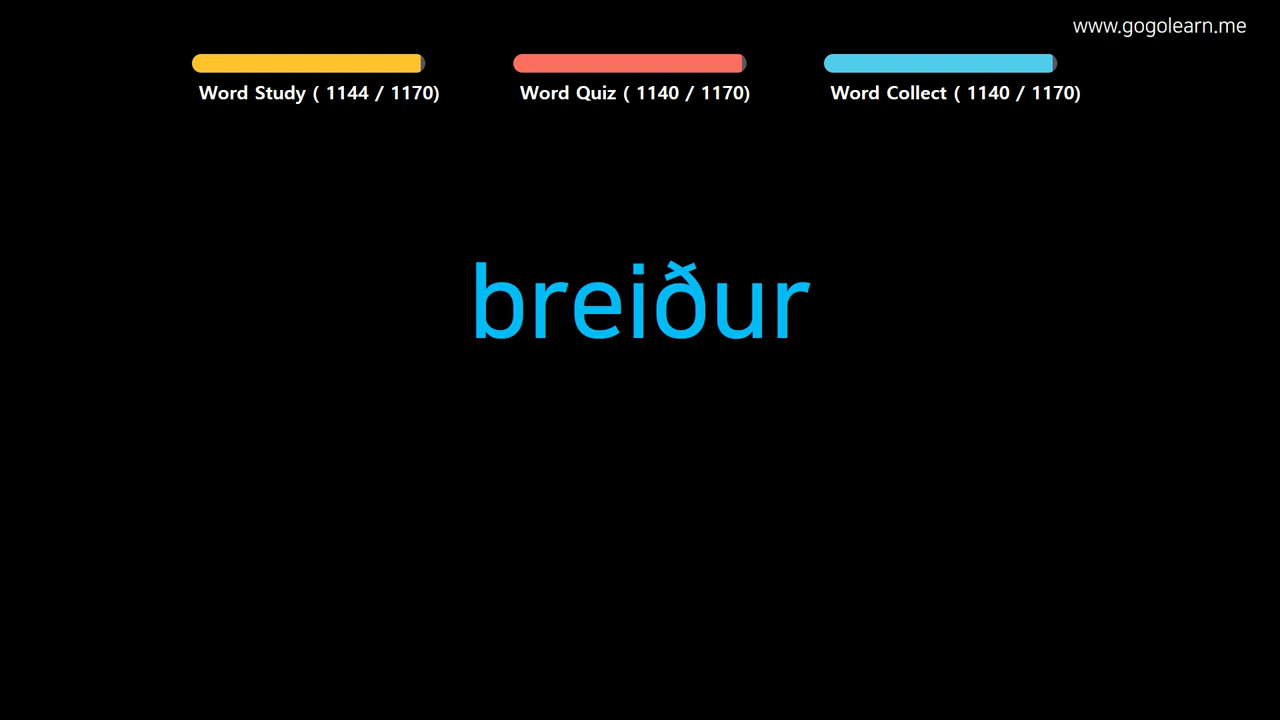 www.gogolearn.me
Word Study ( 1144 / 1170)
Word Quiz ( 1140 / 1170)
Word Collect ( 1140 / 1170)
breiður